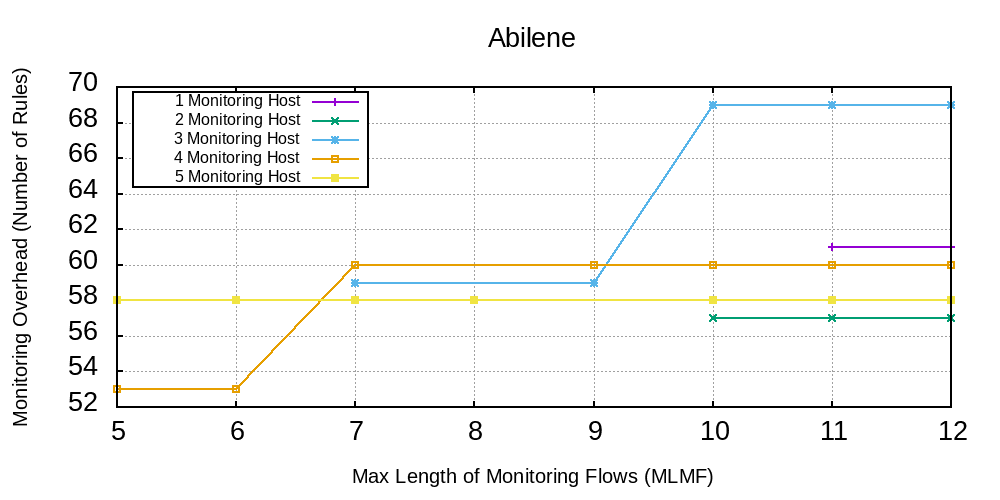 Abilene
Monitoring Overhead (Number of Rules)
70
68
66
64
62
60
58
56
54
52
1 Monitoring Host
2 Monitoring Host
3 Monitoring Host
4 Monitoring Host
5 Monitoring Host
5 6 7 8 9 10 11 12
Max Length of Monitoring Flows (MLMF)